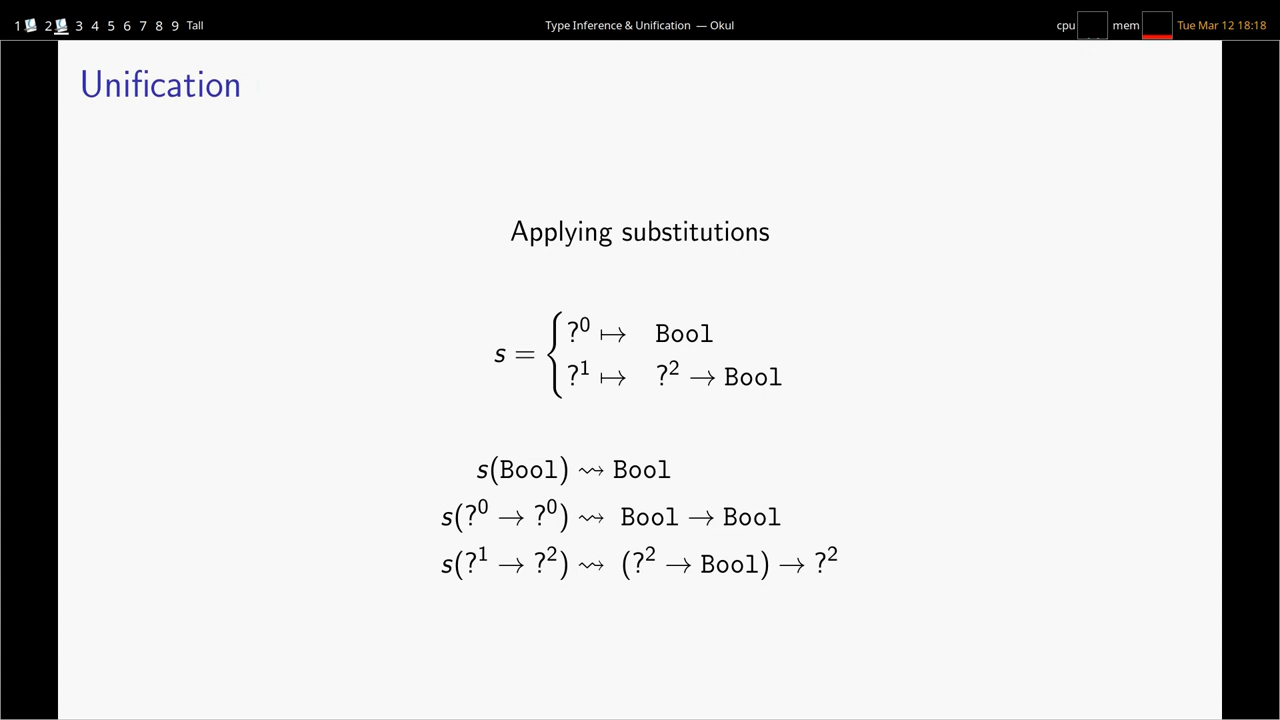 1 2 3 4 5 6 7 8 9 Tall Type Inference & Unification — Okul cpu mem Tue Mar 12 18:18
Unification
Applying substitutions
s = { ?⁰ ↦ Bool
?¹ ↦ ?² → Bool
s(Bool) ⇝ Bool
s(?⁰ → ?⁰) ⇝ Bool → Bool
s(?¹ → ?²) ⇝ (?² → Bool) → ?²